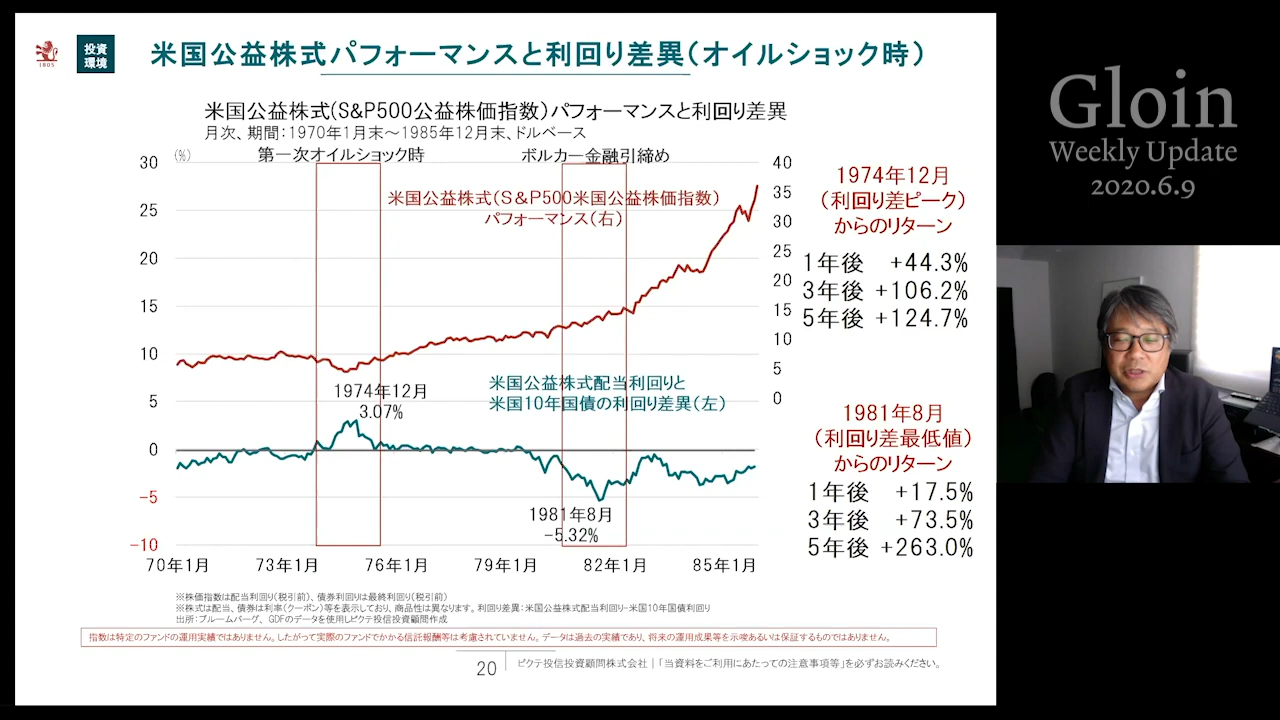 1805
投資
環境
米国公益株式パフォーマンスと利回り差異(オイルショック時)
米国公益株式(S&P500公益株価指数)パフォーマンスと利回り差異
月次、期間:1970年1月末~1985年12月末、ドルベース
(%)
第一次オイルショック時
ボルカー金融引締め
30
25
20
15
10
5
0
-5
-10
40
35
30
25
20
15
10
5
0
米国公益株式(S&P500米国公益株価指数)
パフォーマンス(右)
1974年12月
3.07%
米国公益株式配当利回りと
米国10年国債の利回り差異(左)
1981年8月
-5.32%
70年1月
73年1月
76年1月
79年1月
82年1月
85年1月
1974年12月
(利回り差ピーク)
からのリターン
1年後 +44.3%
3年後 +106.2%
5年後 +124.7%
1981年8月
(利回り差最低値)
からのリターン
1年後 +17.5%
3年後 +73.5%
5年後 +263.0%
※株価指数は配当利回り(税引前)、債券利回りは最終利回り(税引前)
※株式は配当、債券は利率(クーポン)等を表示しており、商品性は異なります。利回り差異:米国公益株式配当利回り-米国10年国債利回り
出所:ブルームバーグ、GDFのデータを使用しピクテ投信投資顧問作成
指数は特定のファンドの運用実績ではありません。したがって実際のファンドでかかる信託報酬等は考慮されていません。データは過去の実績であり、将来の運用成果等を示唆あるいは保証するものではありません。
20
ピクテ投信投資顧問株式会社|「当資料をご利用にあたっての注意事項等」を必ずお読みください。
Gloin
Weekly Update
2020.6.9